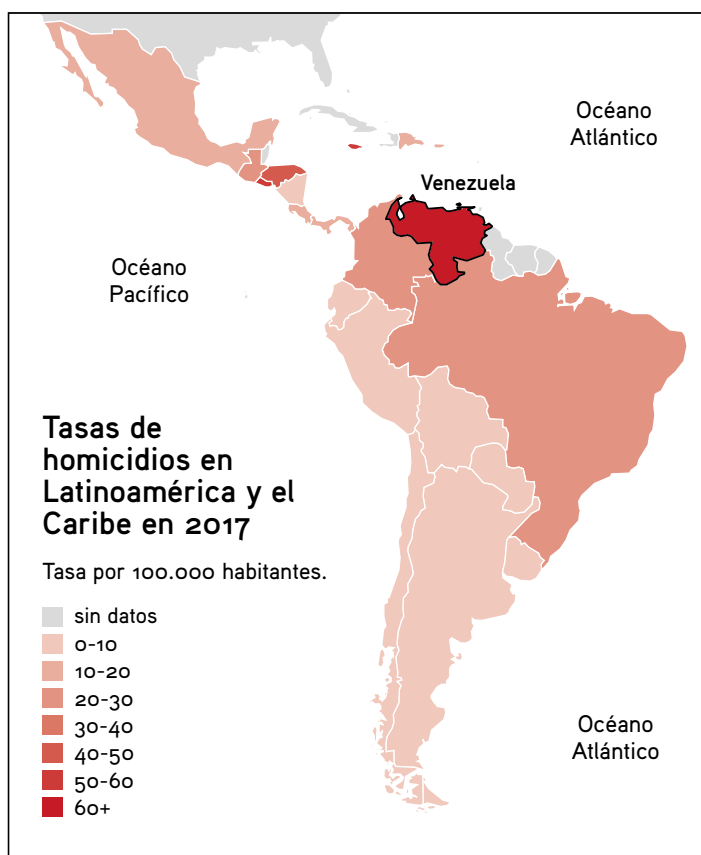 Océano
Atlántico
Venezuela
Océano
Pacífico
Tasas de
homicidios en
Latinoamérica y el
Caribe en 2017
Tasa por 100.000 habitantes.
sin datos
0-10
10-20
20-30
30-40
40-50
50-60
60+
Océano
Atlántico